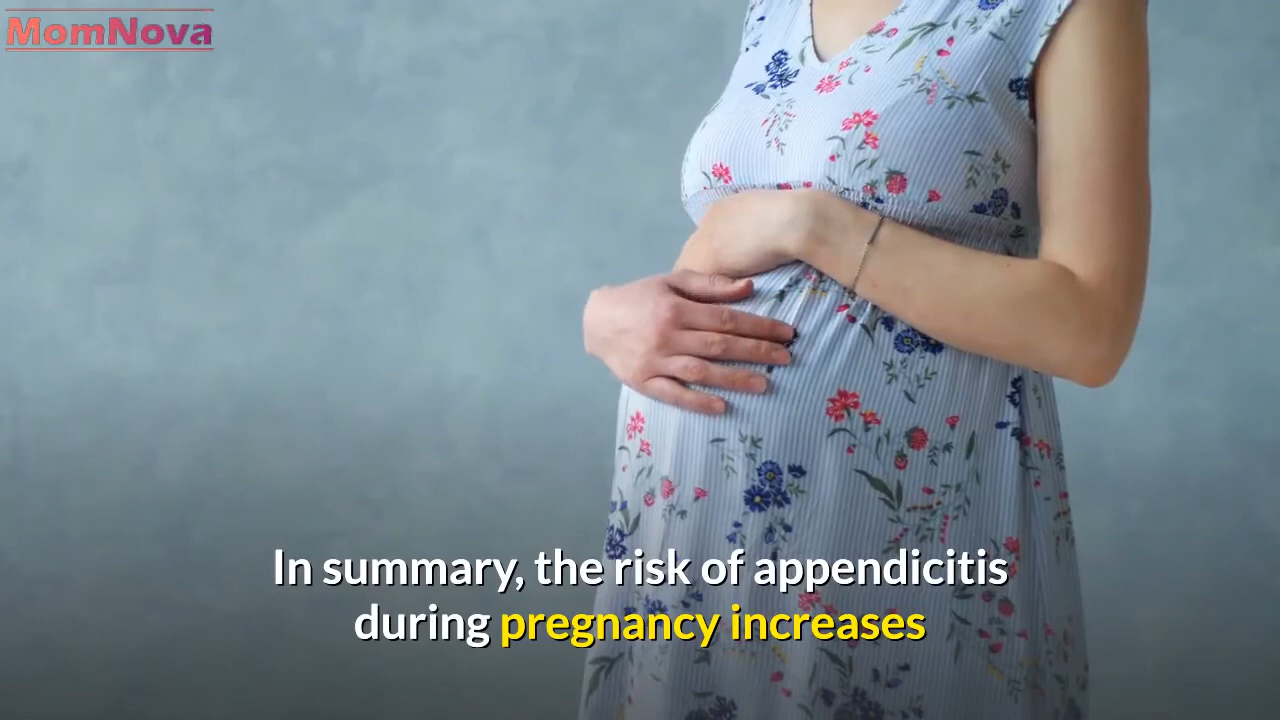 MomNova
In summary, the risk of appendicitis
during pregnancy increases